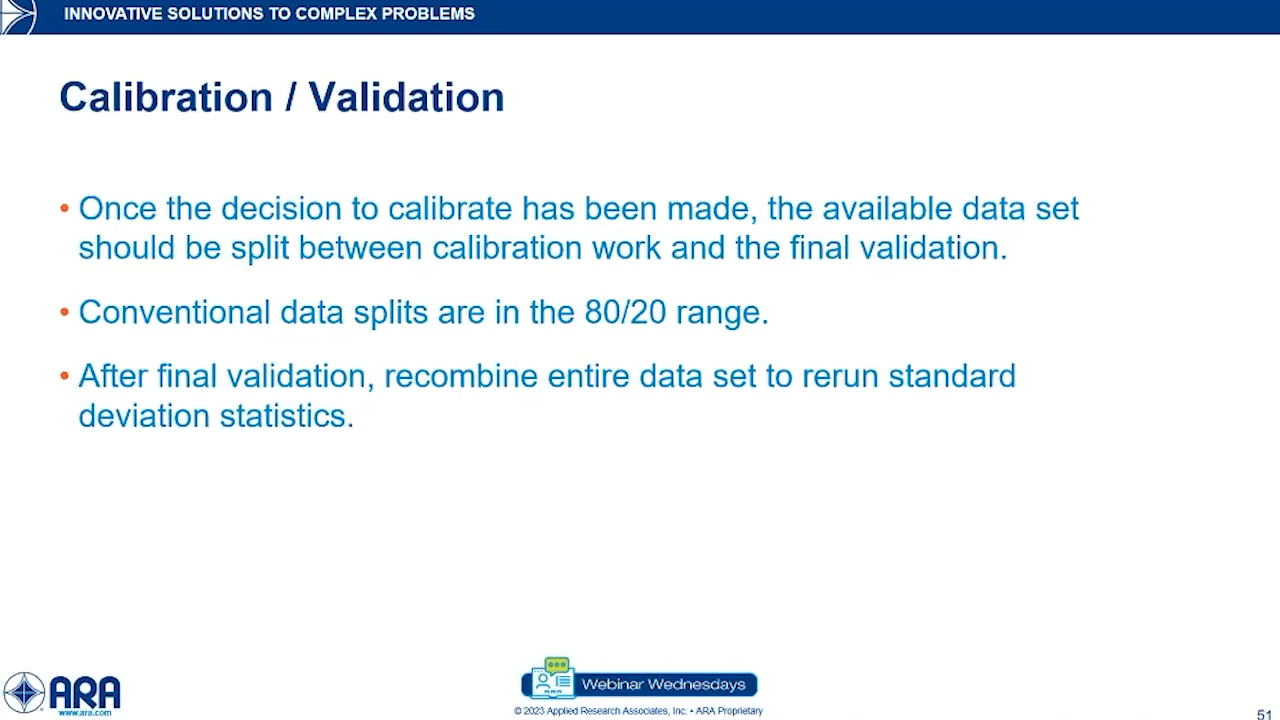 INNOVATIVE SOLUTIONS TO COMPLEX PROBLEMS
Calibration / Validation
• Once the decision to calibrate has been made, the available data set
should be split between calibration work and the final validation.
• Conventional data splits are in the 80/20 range.
• After final validation, recombine entire data set to rerun standard
deviation statistics.
ARA
www.ara.com
ARA
Webinar Wednesdays
© 2023 Applied Research Associates, Inc. • ARA Proprietary
51